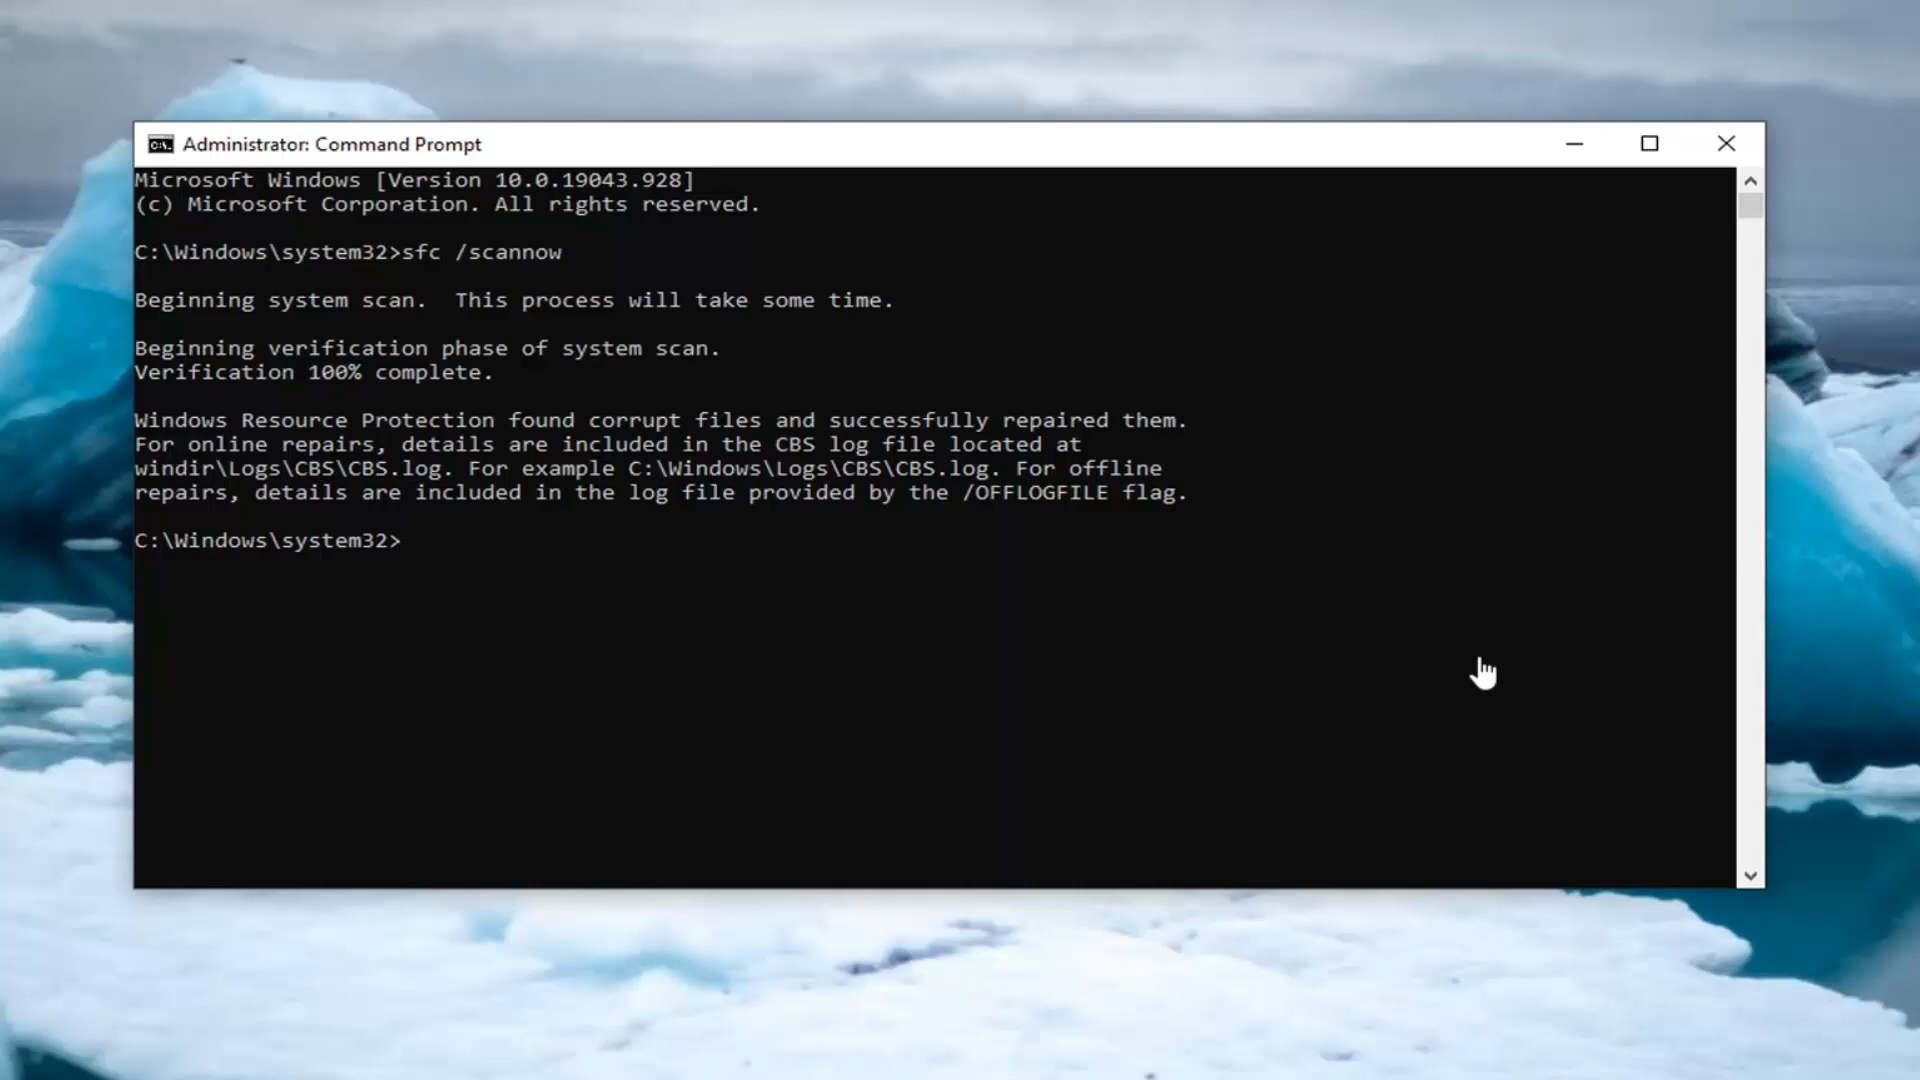 Administrator: Command Prompt
Microsoft Windows [Version 10.0.19043.928]
(c) Microsoft Corporation. All rights reserved.
C:\Windows\system32>sfc /scannow
Beginning system scan.  This process will take some time.
Beginning verification phase of system scan.
Verification 100% complete.
Windows Resource Protection found corrupt files and successfully repaired them.
For online repairs, details are included in the CBS log file located at
windir\Logs\CBS\CBS.log. For example C:\Windows\Logs\CBS\CBS.log. For offline
repairs, details are included in the log file provided by the /OFFLOGFILE flag.
C:\Windows\system32>